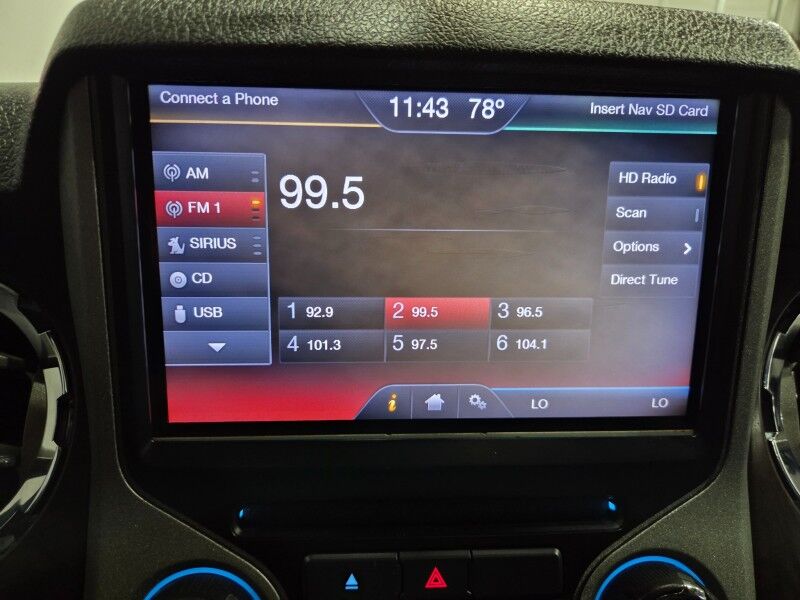 Connect a Phone
11:43 78°
Insert Nav SD Card
AM
FM 1
SIRIUS
CD
USB
99.5
HD Radio
Scan
Options
Direct Tune
1 92.9
2 99.5
3 96.5
4 101.3
5 97.5
6 104.1
i
LO
LO